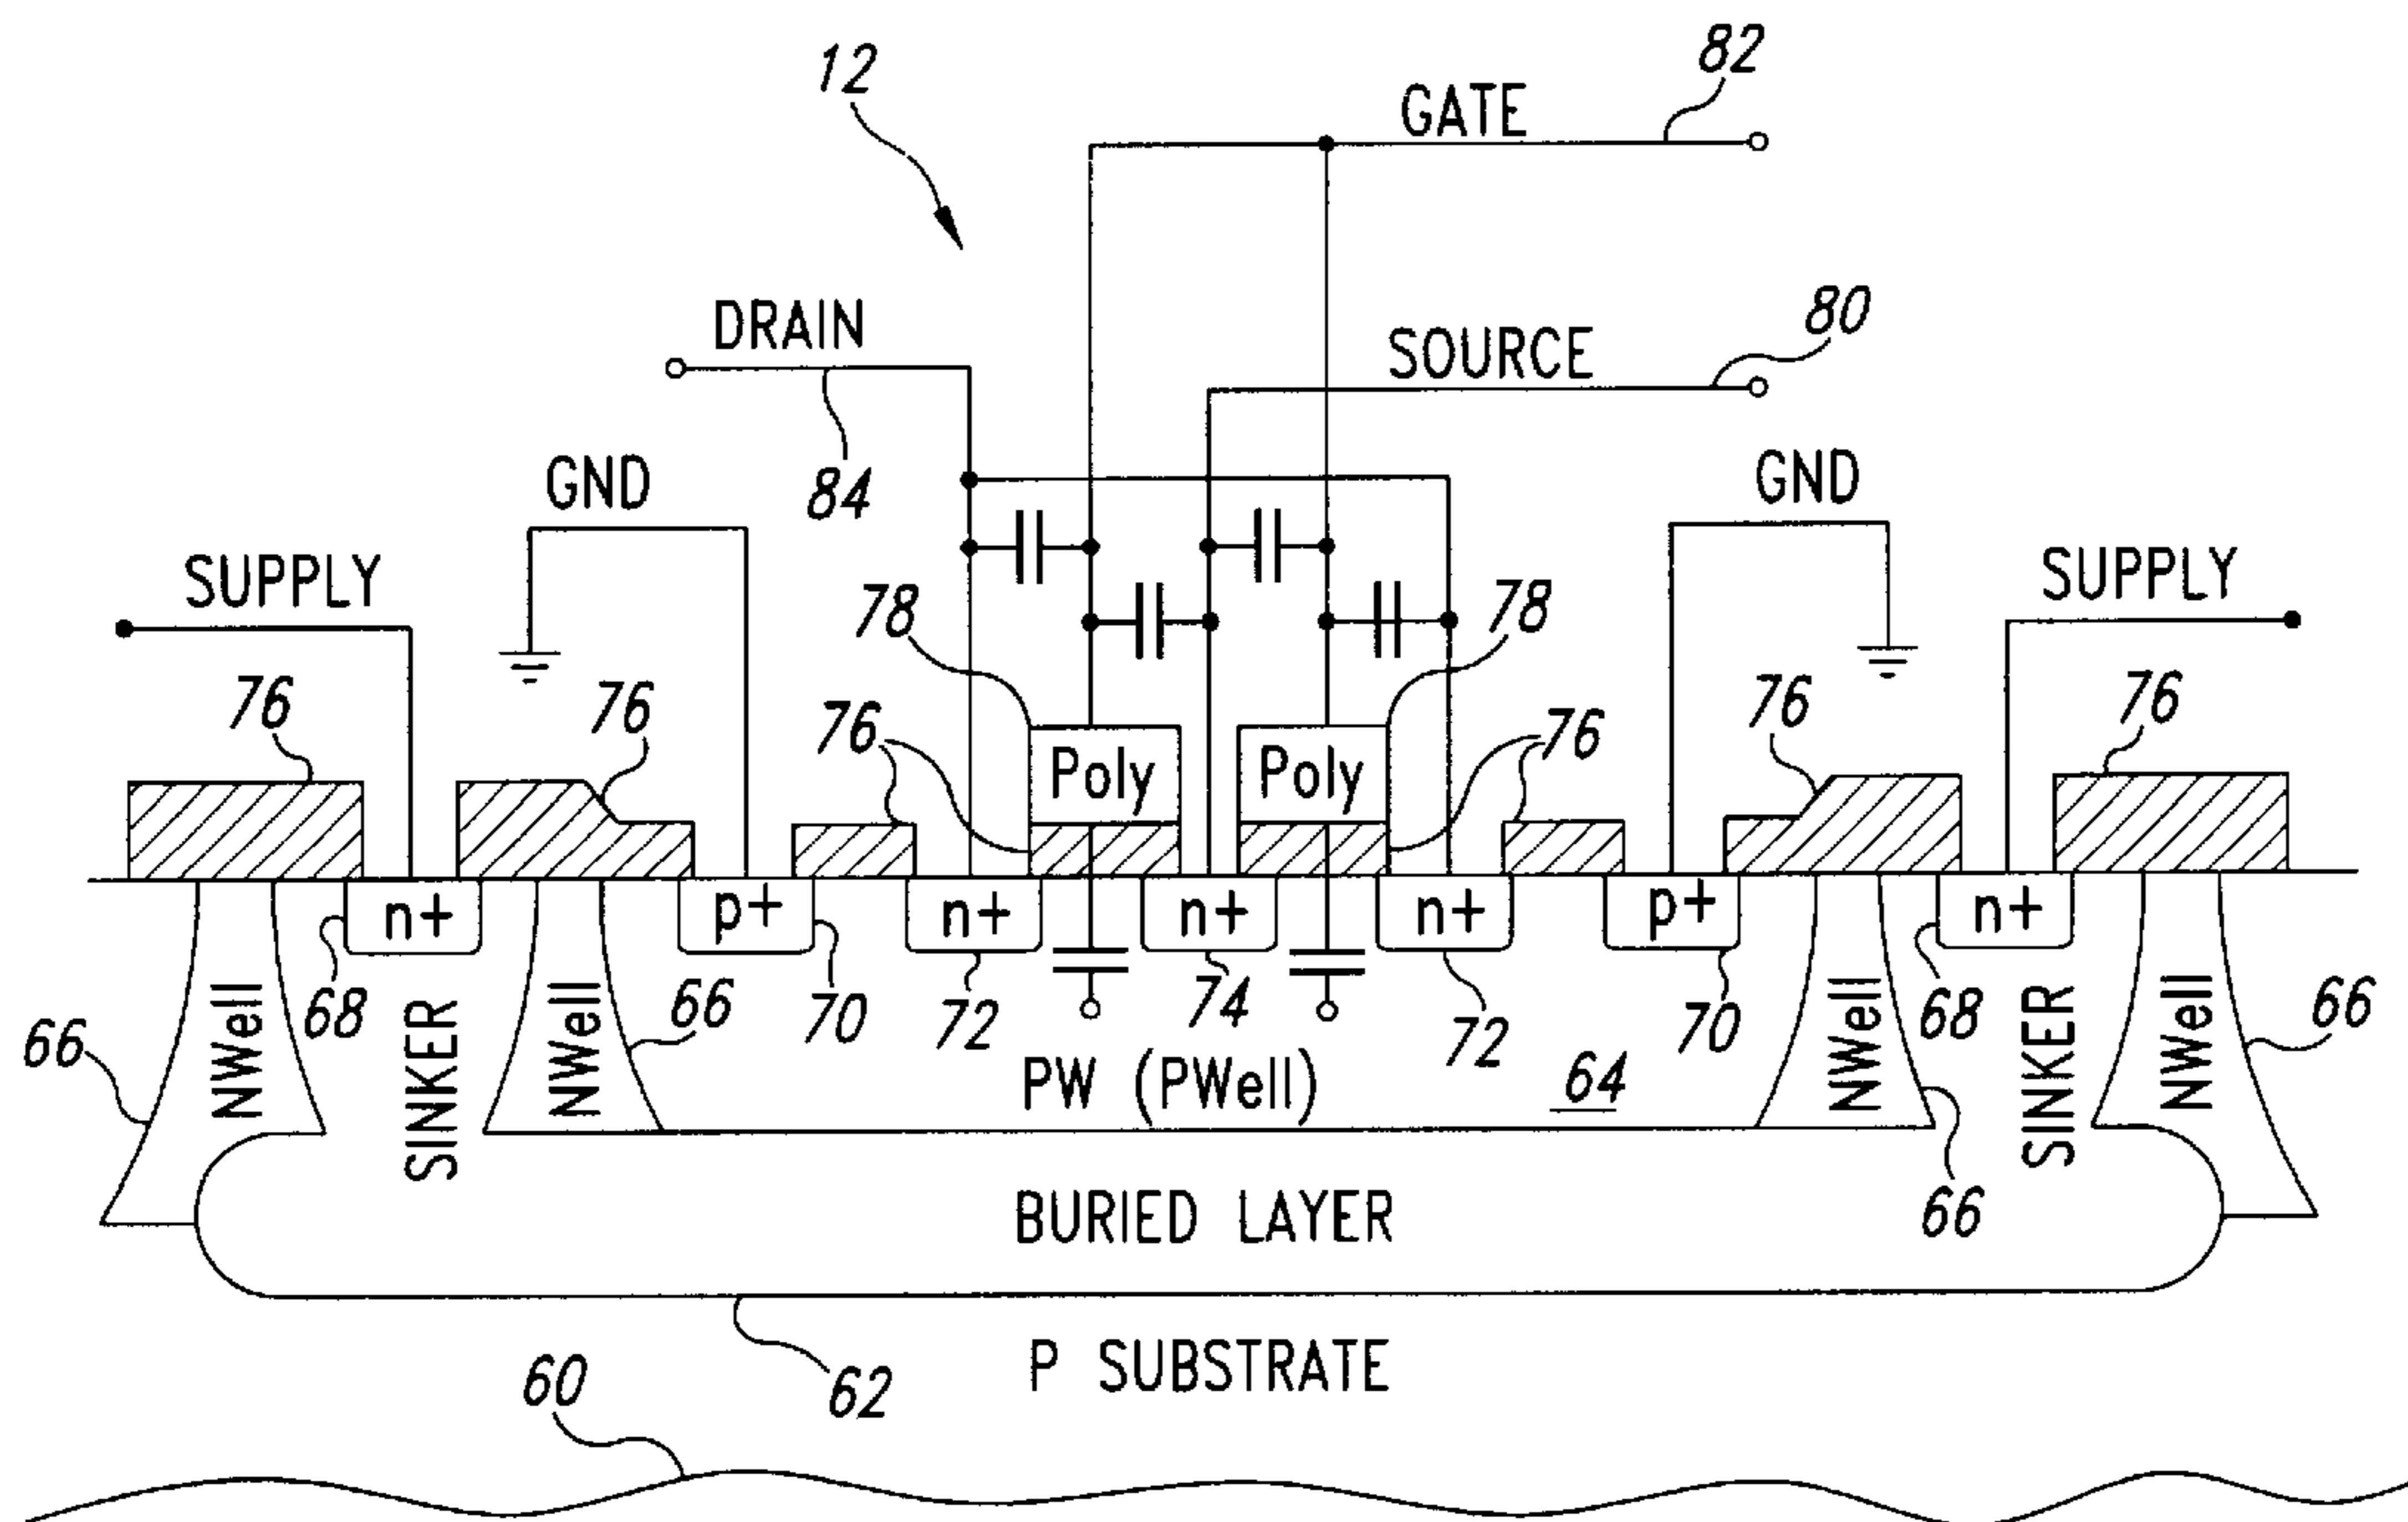 12
82
GATE
80
DRAIN
SOURCE
84
GND
GND
SUPPLY
SUPPLY
78
78
76
76
76
76
76
76
Poly
Poly
n+
p+
n+
n+
n+
p+
n+
66
NWell
68
SINKER
NWell
66
70
72
74
72
70
NWell
68
SINKER
NWell
66
PW (PWell)
64
66
BURIED LAYER
P SUBSTRATE
60
62